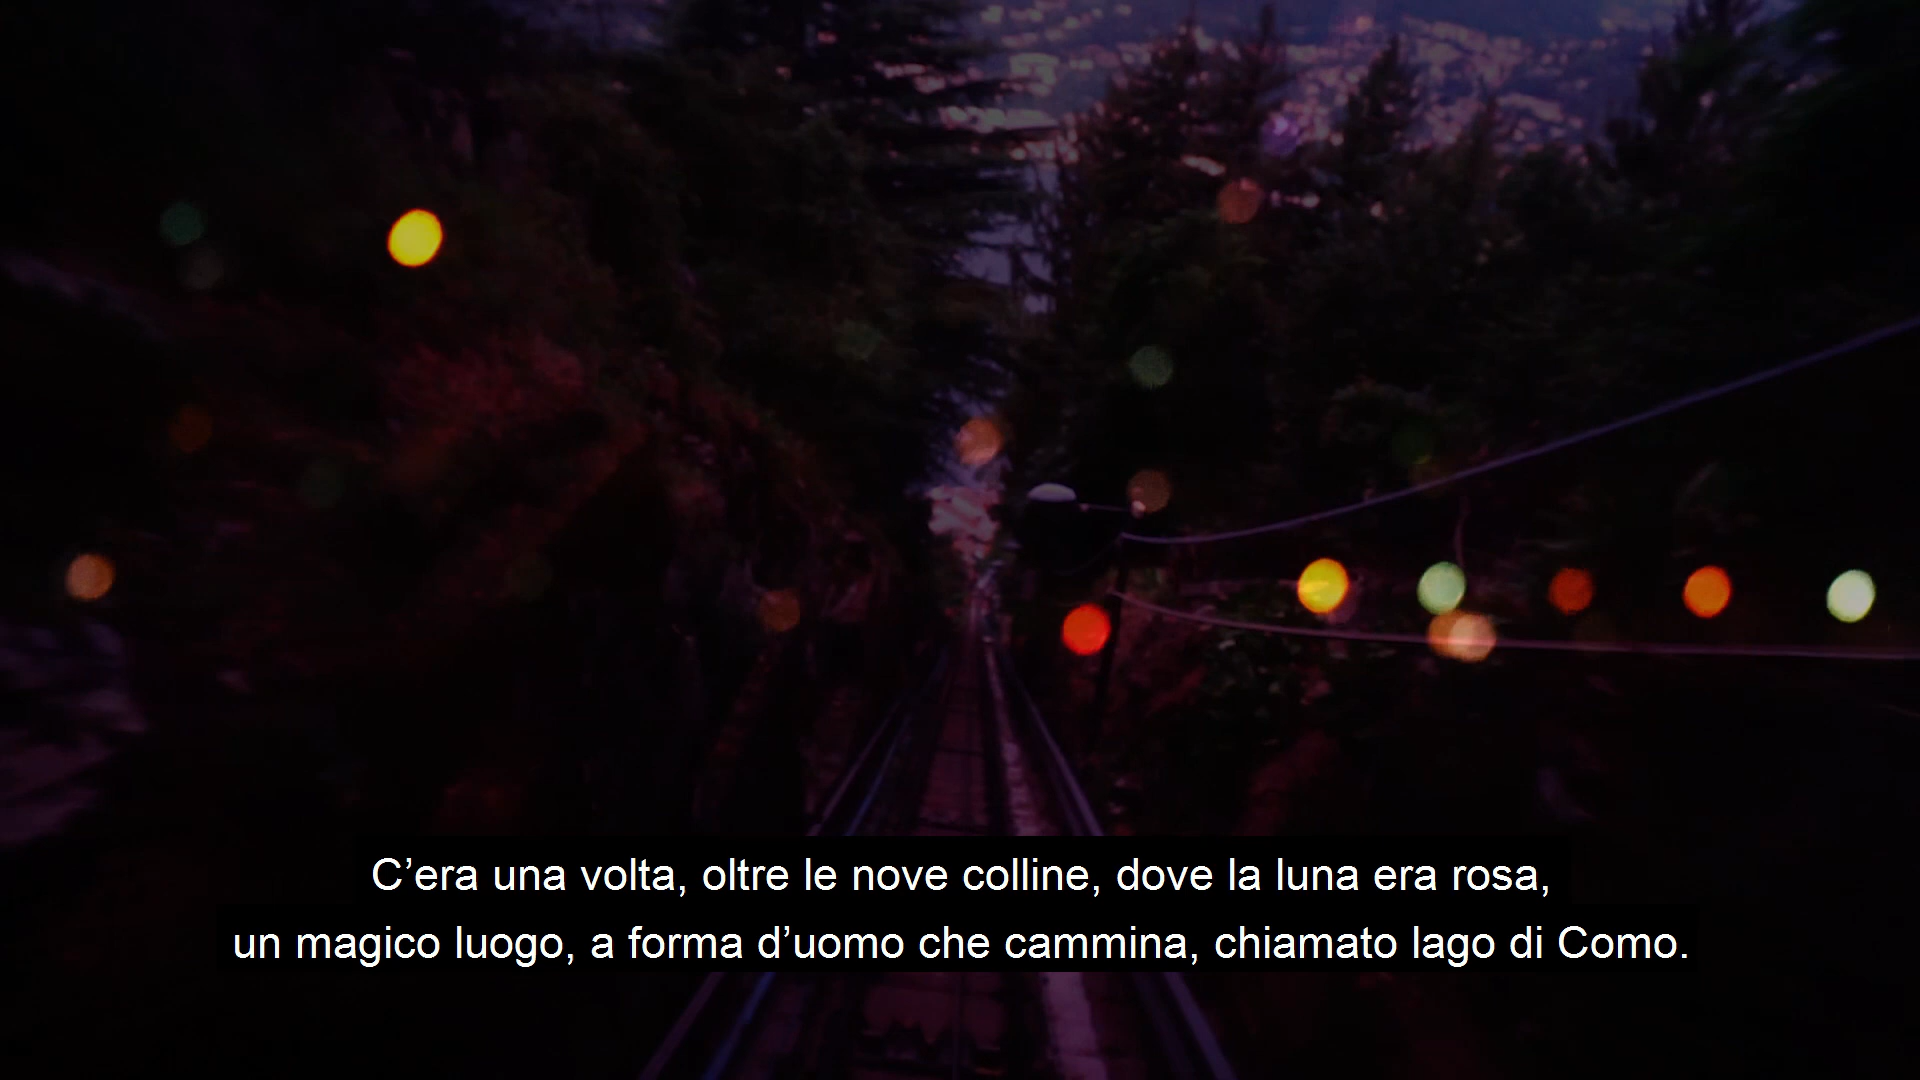 C’era una volta, oltre le nove colline, dove la luna era rosa,
un magico luogo, a forma d’uomo che cammina, chiamato lago di Como.